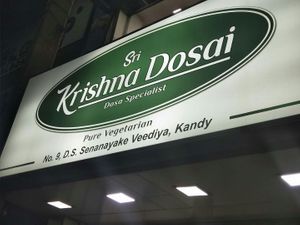 Sri
Krishna Dosai
Dosa Specialist
Pure Vegetarian
No. 9, D.S. Senanayake Veediya, Kandy